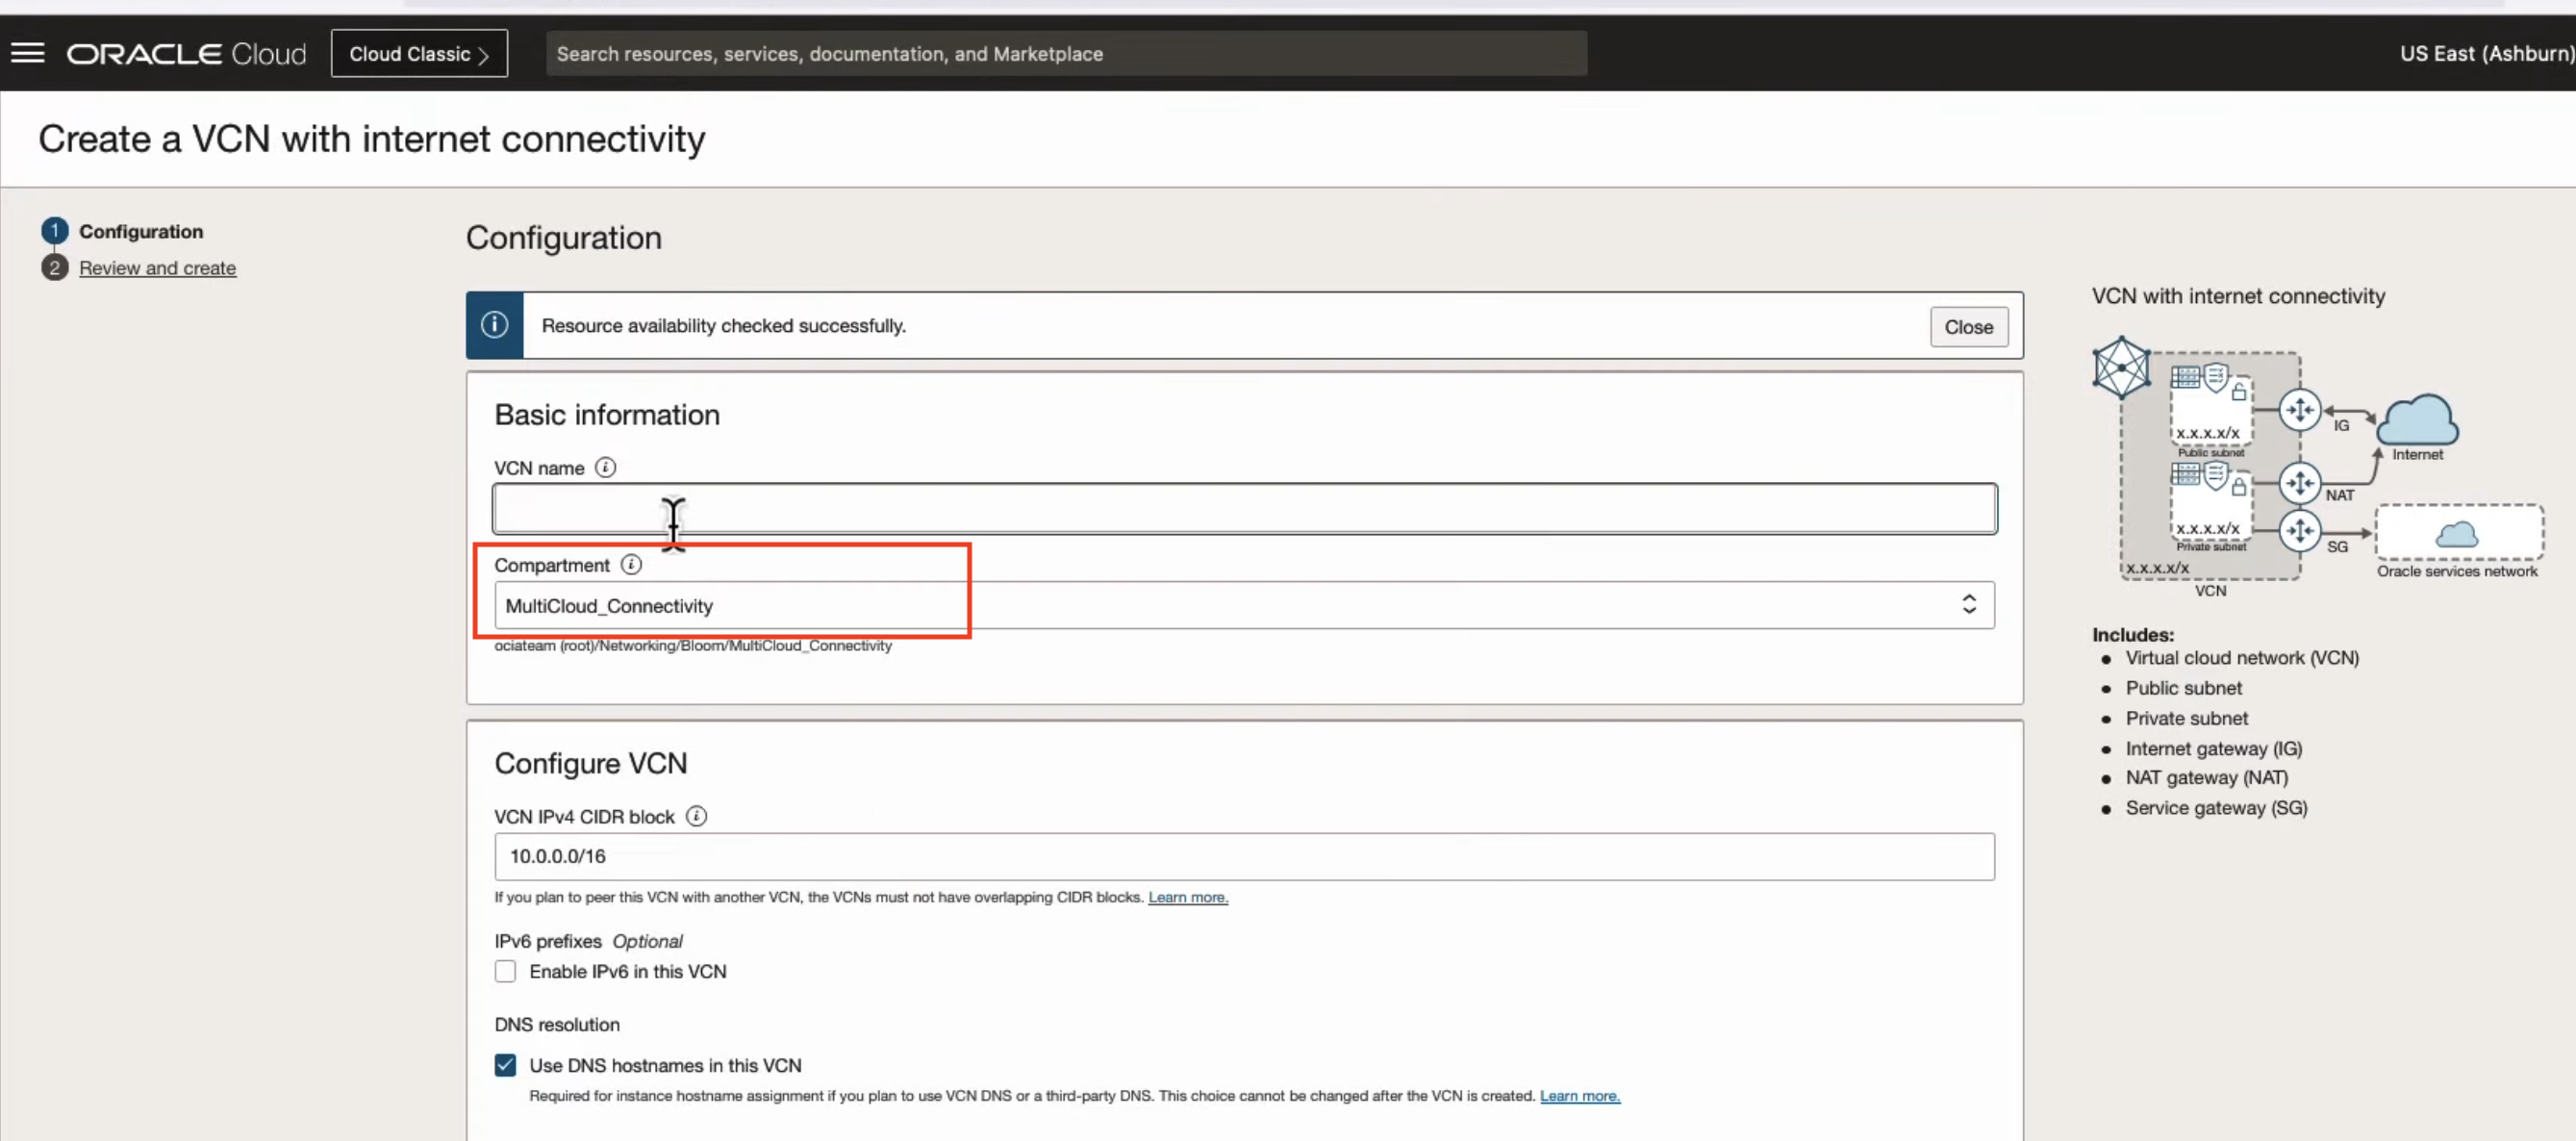 ORACLE Cloud
Cloud Classic
Search resources, services, documentation, and Marketplace
US East (Ashburn)
Create a VCN with internet connectivity
1 Configuration
2 Review and create
Configuration
Resource availability checked successfully.
Close
Basic information
VCN name
Compartment
MultiCloud_Connectivity
ociateam (root)/Networking/Bloom/MultiCloud_Connectivity
Configure VCN
VCN IPv4 CIDR block
10.0.0.0/16
If you plan to peer this VCN with another VCN, the VCNs must not have overlapping CIDR blocks. Learn more.
IPv6 prefixes Optional
Enable IPv6 in this VCN
DNS resolution
Use DNS hostnames in this VCN
Required for instance hostname assignment if you plan to use VCN DNS or a third-party DNS. This choice cannot be changed after the VCN is created. Learn more.
VCN with internet connectivity
x.x.x.x/x
Public subnet
IG
Internet
NAT
x.x.x.x/x
Private subnet
SG
x.x.x.x/x
Oracle services network
VCN
Includes:
• Virtual cloud network (VCN)
• Public subnet
• Private subnet
• Internet gateway (IG)
• NAT gateway (NAT)
• Service gateway (SG)